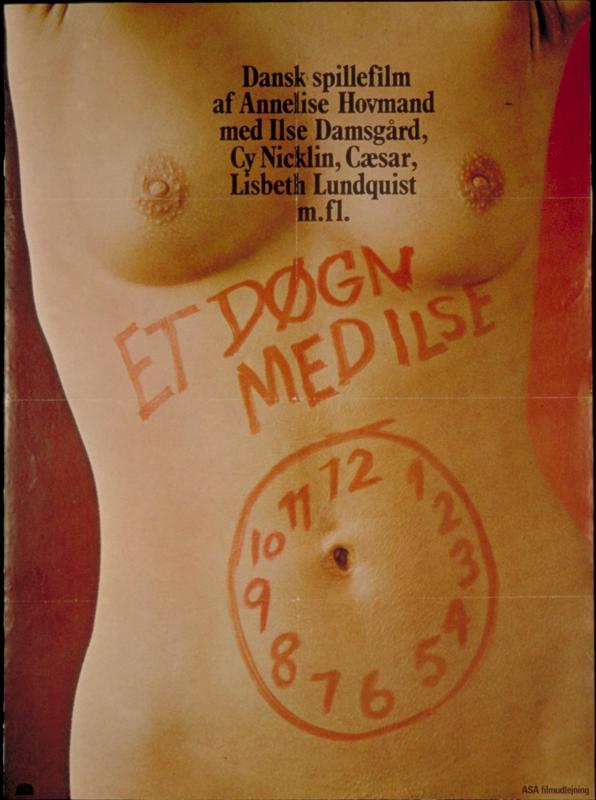 Dansk spillefilm
af Annelise Hovmand
med Ilse Damsgård,
Cy Nicklin, Cæsar,
Lisbeth Lundquist
m.fl.
ET DØGN
MED ILSE
12
11 1
10 2
9 3
8 4
7 6 5
ASA filmudlejning